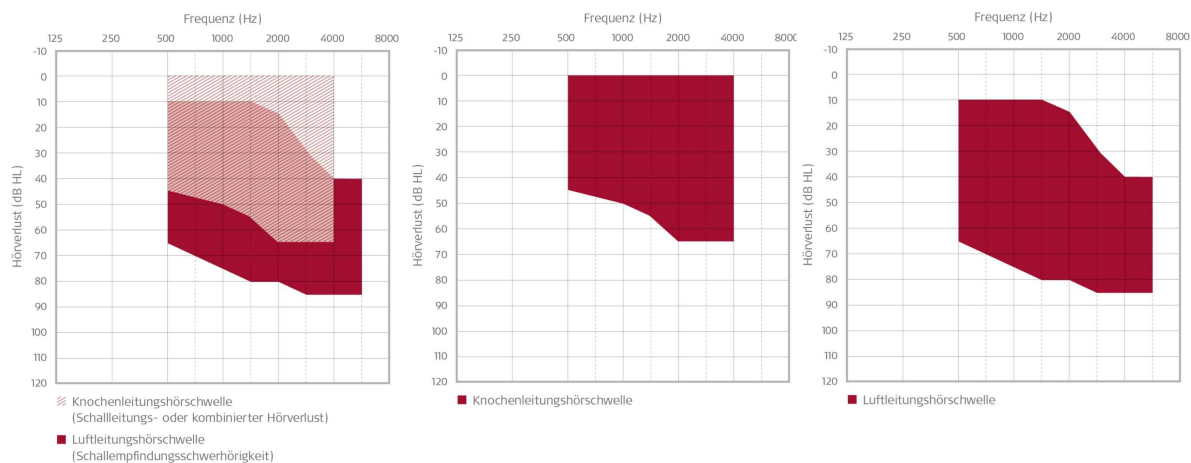 Frequenz (Hz)
125 250 500 1000 2000 4000 8000
-10
0
10
20
30
40
50
60
70
80
90
100
110
120
Hörverlust (dB HL)
Knochenleitungshörschwelle
(Schallleitungs- oder kombinierter Hörverlust)
Luftleitungshörschwelle
(Schallempfindungsschwerhörigkeit)
Frequenz (Hz)
125 250 500 1000 2000 4000 8000
-10
0
10
20
30
40
50
60
70
80
90
100
110
120
Hörverlust (dB HL)
Knochenleitungshörschwelle
Frequenz (Hz)
125 250 500 1000 2000 4000 8000
-10
0
10
20
30
40
50
60
70
80
90
100
110
120
Hörverlust (dB HL)
Luftleitungshörschwelle